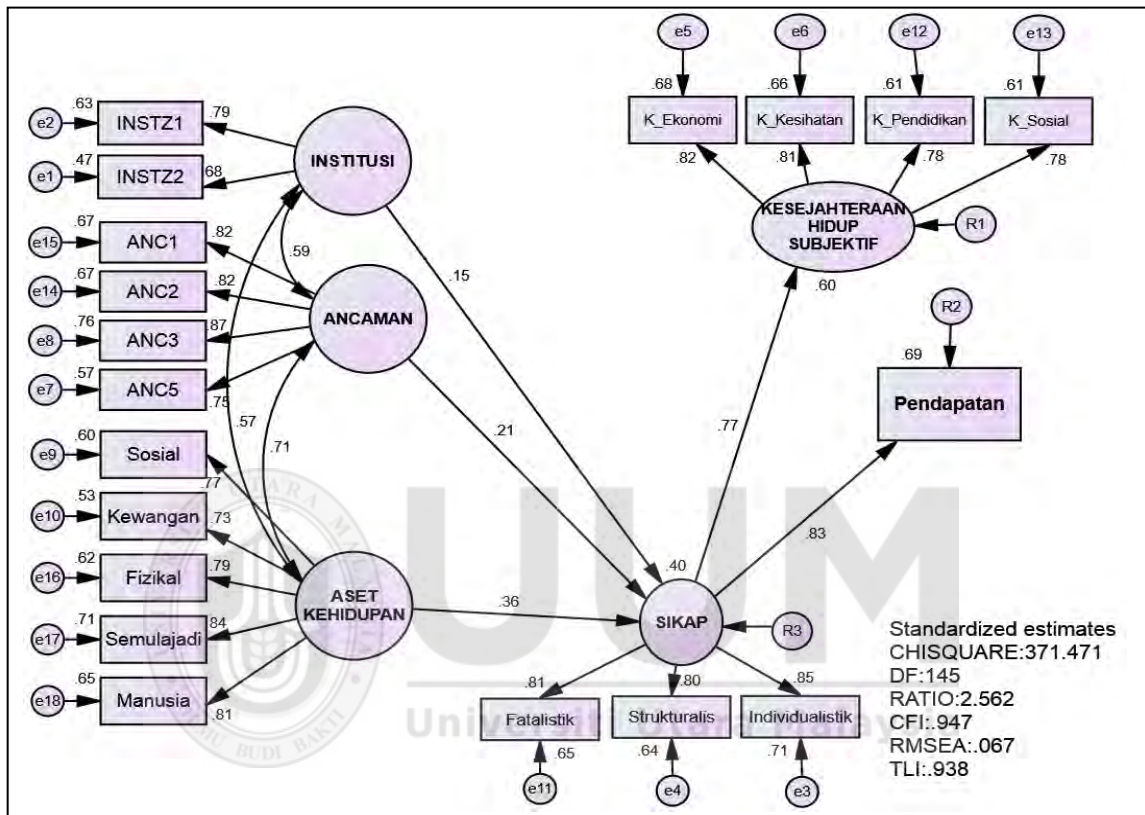 e5
e6
e12
e13
.68
.66
.61
.61
K_Ekonomi
K_Kesihatan
K_Pendidikan
K_Sosial
.82
.81
.78
.78
KESEJAHTERAAN
HIDUP
SUBJEKTIF
R1
.60
e2
.63
INSTZ1
.79
e1
.47
INSTZ2
.68
INSTITUSI
e15
.67
ANC1
.82
.59
.15
e14
.67
ANC2
.82
ANCAMAN
e8
.76
ANC3
.87
e7
.57
ANC5
.75
R2
.69
Pendapatan
.57
.71
.21
.77
.83
e9
.60
Sosial
.77
e10
.53
Kewangan
.73
e16
.62
Fizikal
.79
ASET
KEHIDUPAN
.36
.40
SIKAP
R3
e17
.71
Semulajadi
.84
e18
.65
Manusia
.81
.81
.80
.85
Fatalistik
Strukturalis
Individualistik
.65
.64
.71
e11
e4
e3
Standardized estimates
CHISQUARE:371.471
DF:145
RATIO:2.562
CFI:.947
RMSEA:.067
TLI:.938
UUM
Universiti Utara Malaysia
UTARA MALAYSIA
ILMU BUDI BAKTI